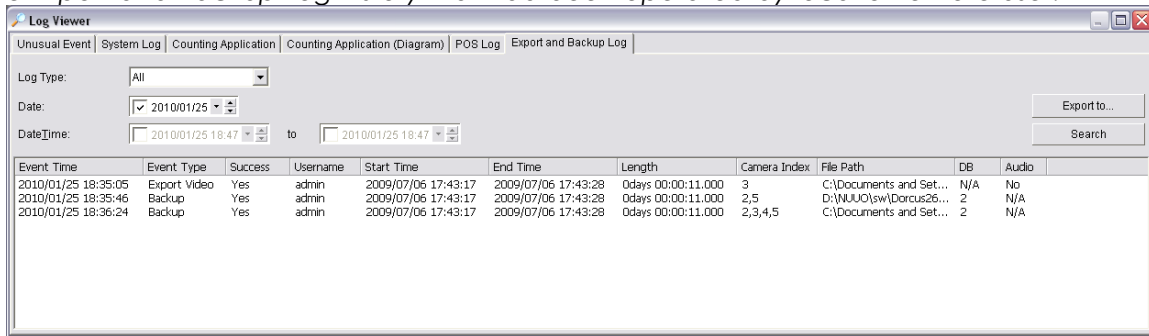 Log Viewer
Unusual Event System Log Counting Application Counting Application (Diagram) POS Log Export and Backup Log
Log Type: All
Date: 2010/01/25
Export to...
DateTime: 2010/01/25 18:47 to 2010/01/25 18:47
Search
Event Time Event Type Success Username Start Time End Time Length Camera Index File Path DB Audio
2010/01/25 18:35:05 Export Video Yes admin 2009/07/06 17:43:17 2009/07/06 17:43:28 0days 00:00:11.000 3 C:\Documents and Set... N/A No
2010/01/25 18:35:46 Backup Yes admin 2009/07/06 17:43:17 2009/07/06 17:43:28 0days 00:00:11.000 2,5 D:\NUUO\sw\Dorcus26... 2 N/A
2010/01/25 18:36:24 Backup Yes admin 2009/07/06 17:43:17 2009/07/06 17:43:28 0days 00:00:11.000 2,3,4,5 C:\Documents and Set... 2 N/A